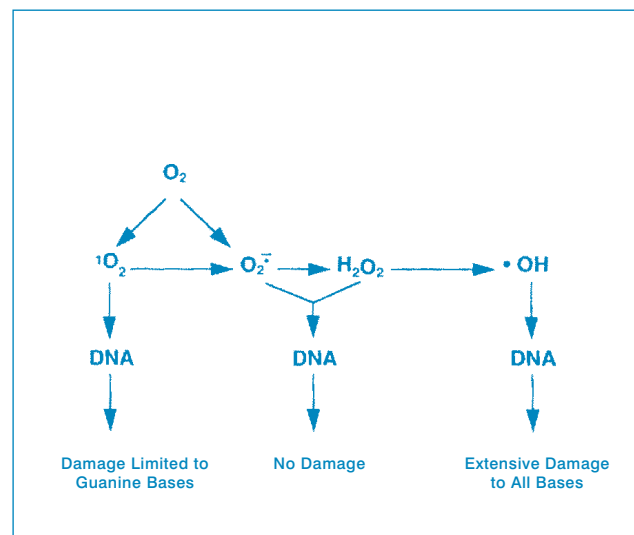 O₂
¹O₂ O₂⁻· H₂O₂ • OH
DNA DNA DNA
Damage Limited to Guanine Bases No Damage Extensive Damage to All Bases